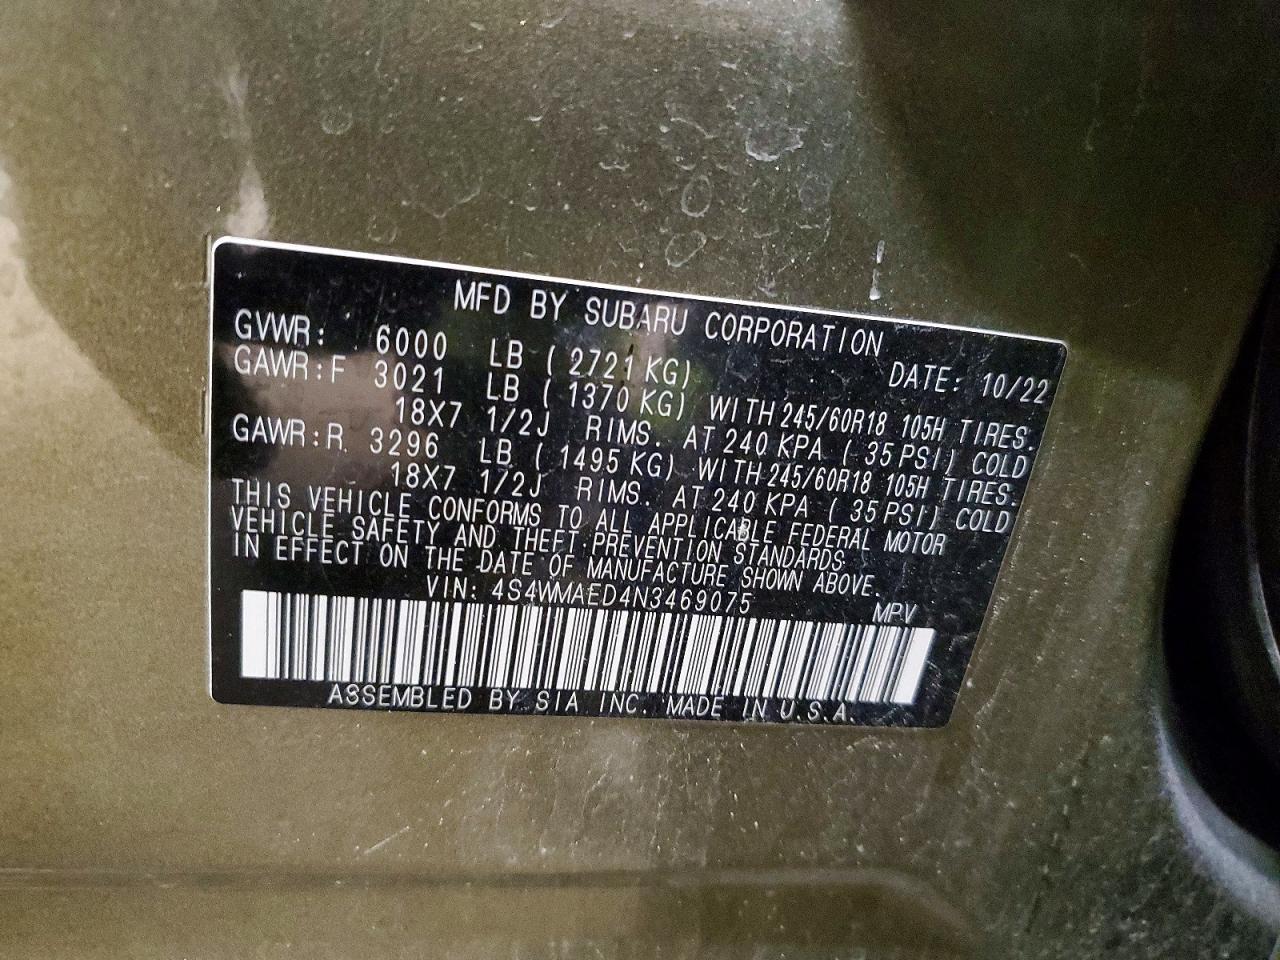 MFD BY SUBARU CORPORATION
DATE: 10/22
GVWR: 6000 LB ( 2721 KG)
GAWR:F 3021 LB ( 1370 KG) WITH 245/60R18 105H TIRES.
18X7 1/2J RIMS. AT 240 KPA ( 35 PSI) COLD
GAWR:R 3296 LB ( 1495 KG) WITH 245/60R18 105H TIRES.
18X7 1/2J RIMS. AT 240 KPA ( 35 PSI) COLD
THIS VEHICLE CONFORMS TO ALL APPLICABLE FEDERAL MOTOR
VEHICLE SAFETY AND THEFT PREVENTION STANDARDS
IN EFFECT ON THE DATE OF MANUFACTURE SHOWN ABOVE.
VIN: 4S4WMAED4N3469075 MPV
ASSEMBLED BY SIA INC. MADE IN U.S.A.